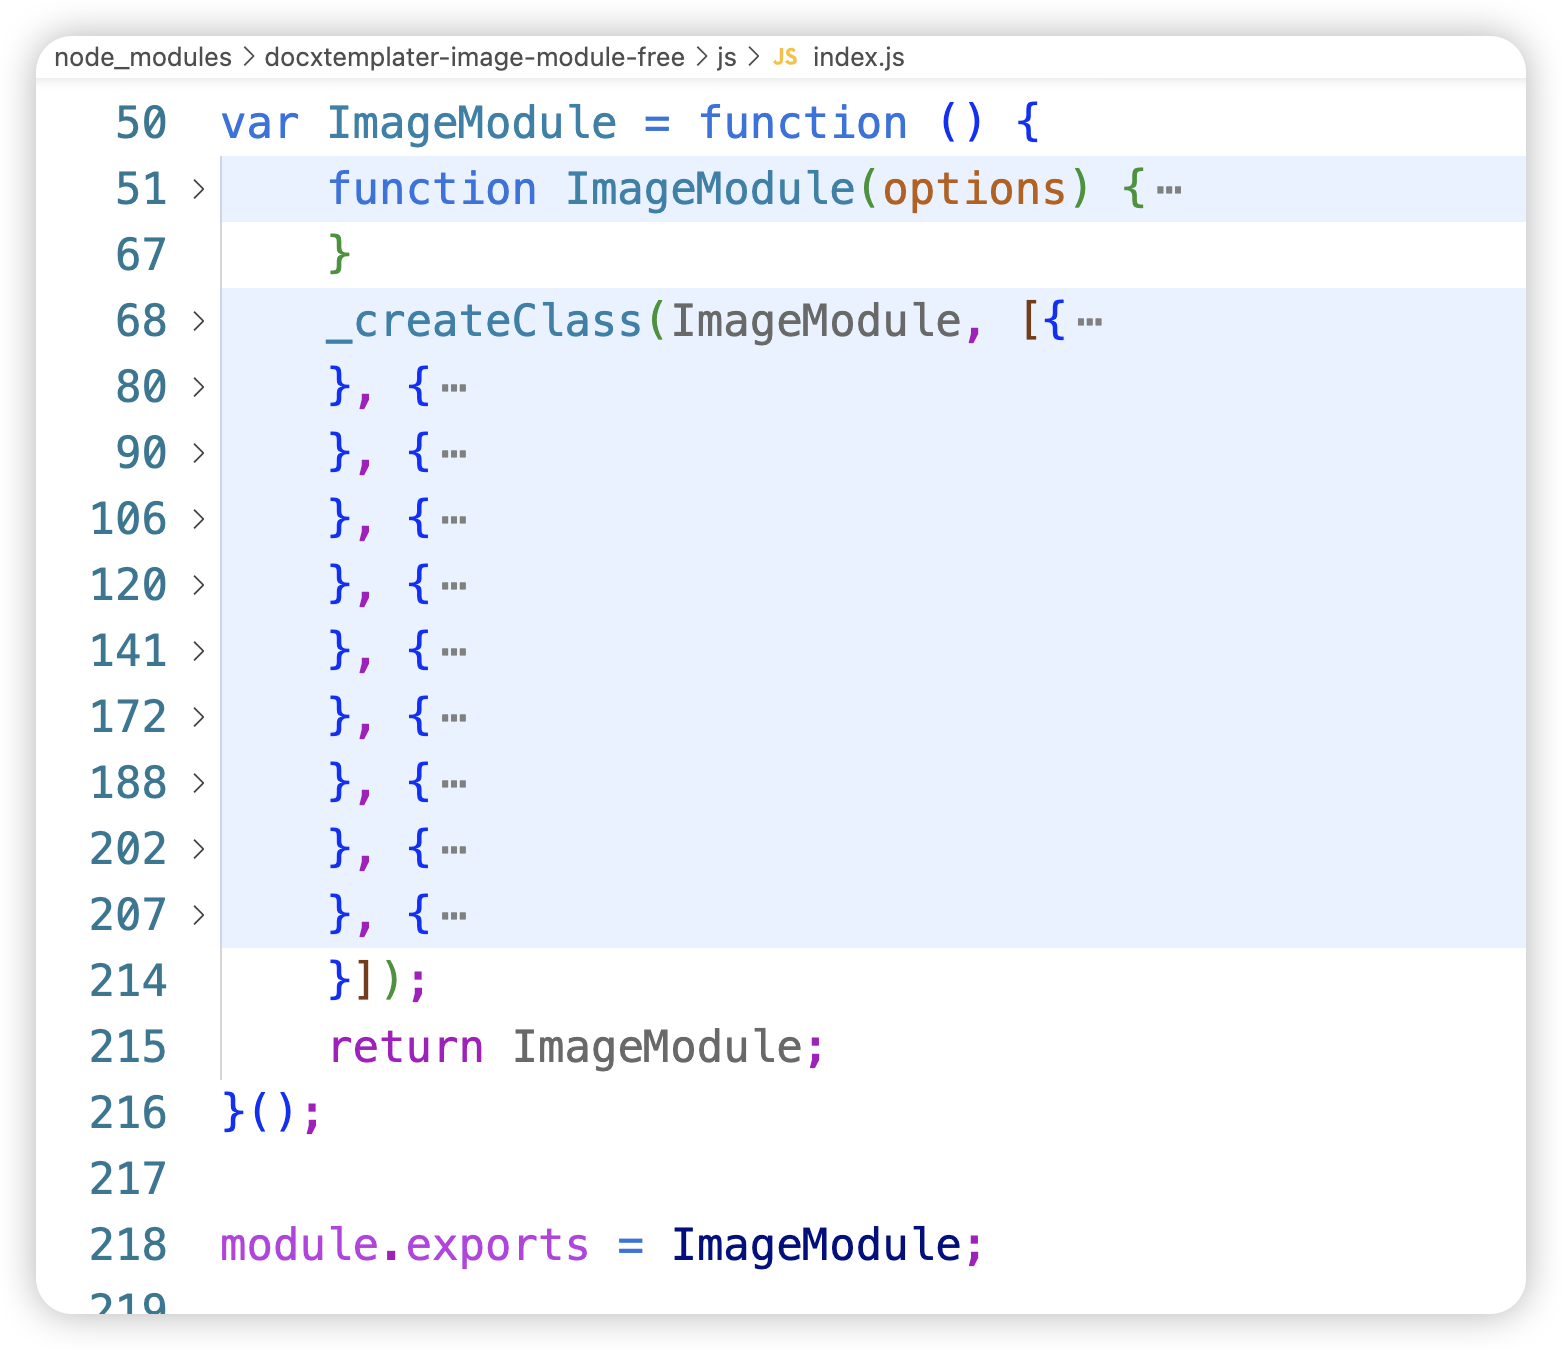 node_modules > docxtemplater-image-module-free > js > JS index.js
50 var ImageModule = function () {
51 > function ImageModule(options) {⋯
67 }
68 > _createClass(ImageModule, [{⋯
80 > }, {⋯
90 > }, {⋯
106 > }, {⋯
120 > }, {⋯
141 > }, {⋯
172 > }, {⋯
188 > }, {⋯
202 > }, {⋯
207 > }, {⋯
214 }]);
215 return ImageModule;
216 }();
217
218 module.exports = ImageModule;
219